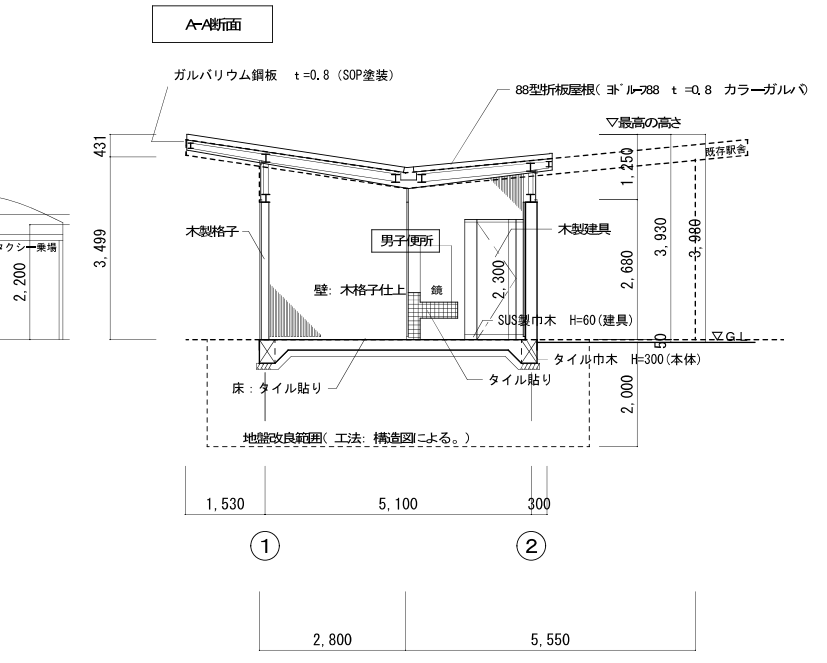 A-A断面
ガルバリウム鋼板 t=0.8 (SOP塗装)
88型折板屋根( ﾖﾄﾞﾙｰﾌ88 t =0.8 カラーガルバ)
▽最高の高さ
既存駅舎
431
1,250
木製格子
男子便所
木製建具
タクシー乗場
2,200
3,499
2,300
2,680
3,930
3,980
壁: 木格子仕上
鏡
SUS製巾木 H=60(建具)
▽G.L
50
タイル巾木 H=300(本体)
床:タイル貼り
タイル貼り
2,000
地盤改良範囲( 工法: 構造図による。)
1,530
5,100
300
1
2
2,800
5,550